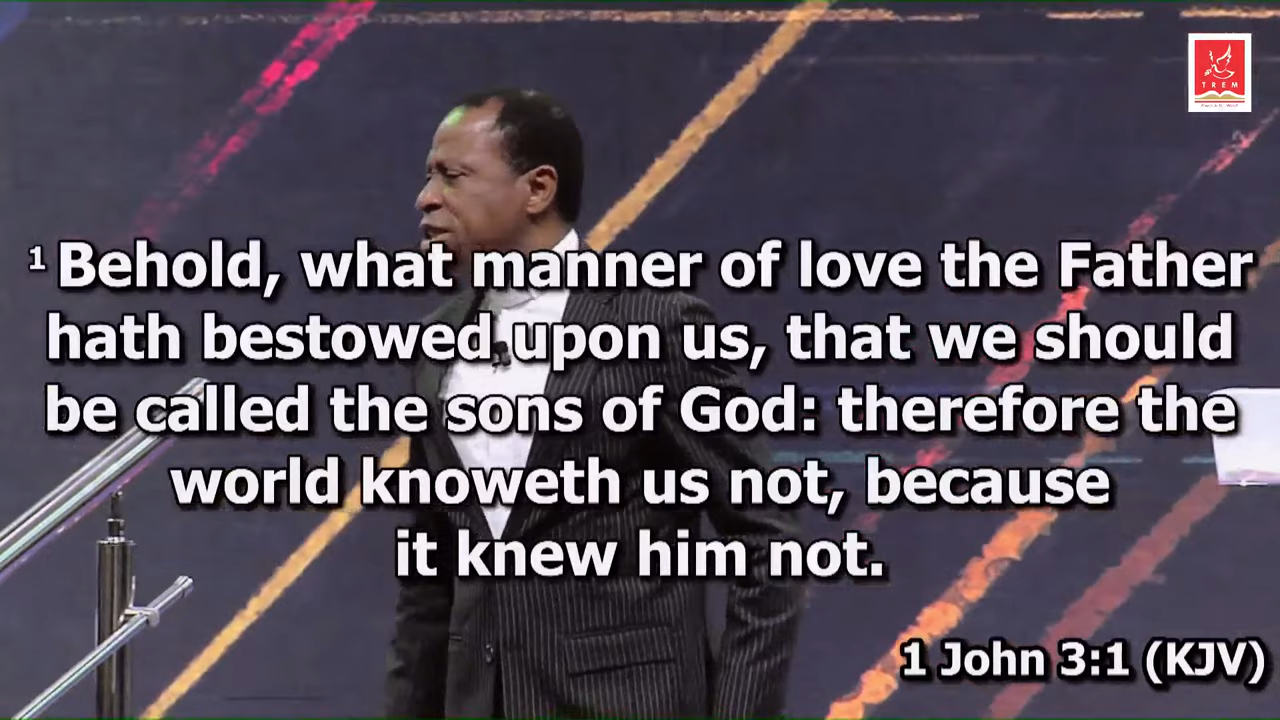 TREM
1 Behold, what manner of love the Father
hath bestowed upon us, that we should
be called the sons of God: therefore the
world knoweth us not, because
it knew him not.
1 John 3:1 (KJV)